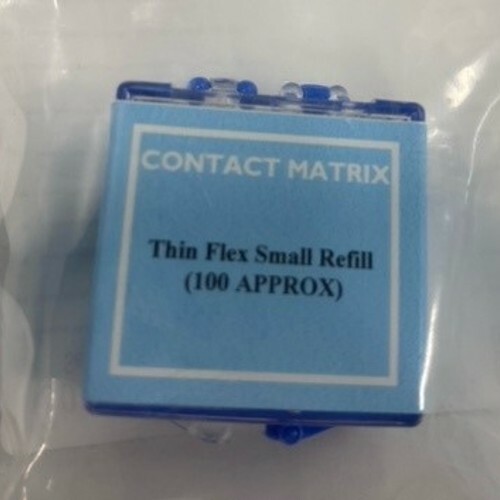 CONTACT MATRIX
Thin Flex Small Refill
(100 APPROX)